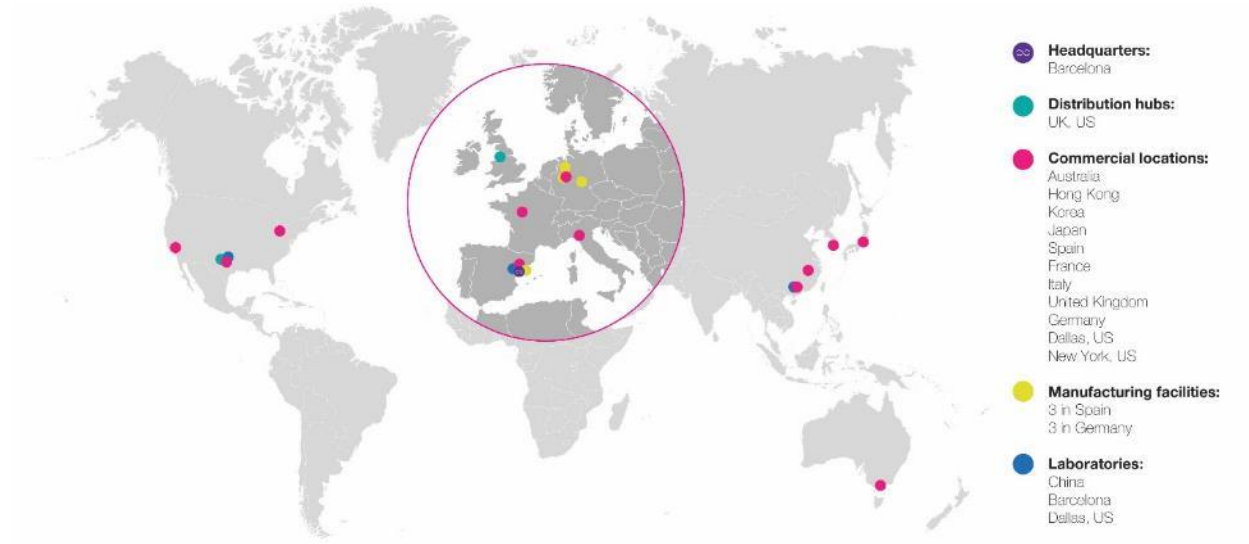 Headquarters:
Barcelona
Distribution hubs:
UK, US
Commercial locations:
Australia
Hong Kong
Korea
Japan
Spain
France
Italy
United Kingdom
Germany
Dallas, US
New York, US
Manufacturing facilities:
3 in Spain
3 in Germany
Laboratories:
China
Barcelona
Dallas, US